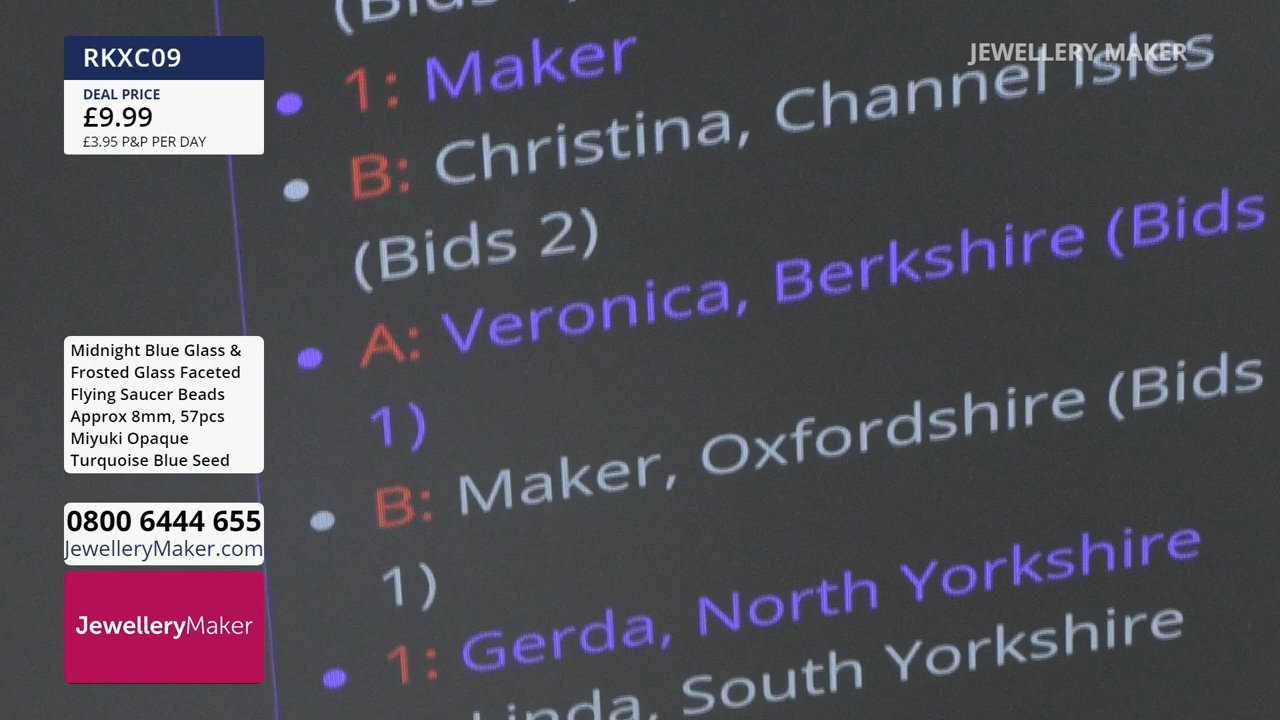 RKXC09
DEAL PRICE
£9.99
£3.95 P&P PER DAY
Midnight Blue Glass &
Frosted Glass Faceted
Flying Saucer Beads
Approx 8mm, 57pcs
Miyuki Opaque
Turquoise Blue Seed
0800 6444 655
JewelleryMaker.com
JewelleryMaker
JEWELLERY MAKER
(Bids
1: Maker
B: Christina, Channel Isles
(Bids 2)
A: Veronica, Berkshire (Bids
1)
B: Maker, Oxfordshire (Bids
1)
1: Gerda, North Yorkshire
Linda, South Yorkshire